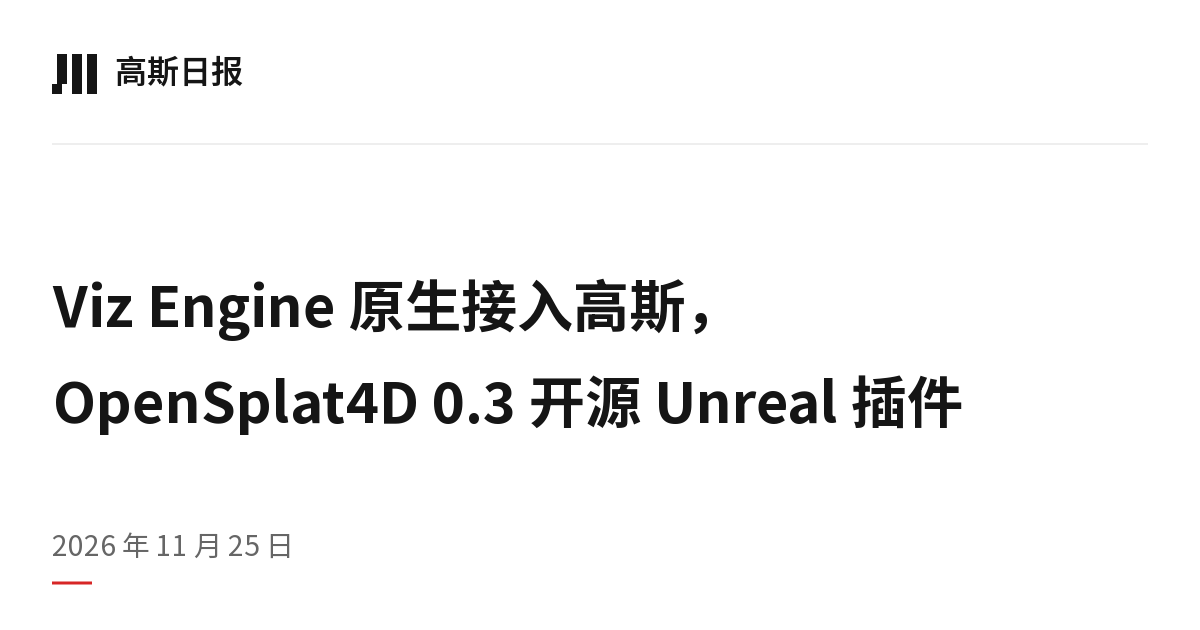 高斯日报
Viz Engine 原生接入高斯，
OpenSplat4D 0.3 开源 Unreal 插件
2026 年 11 月 25 日